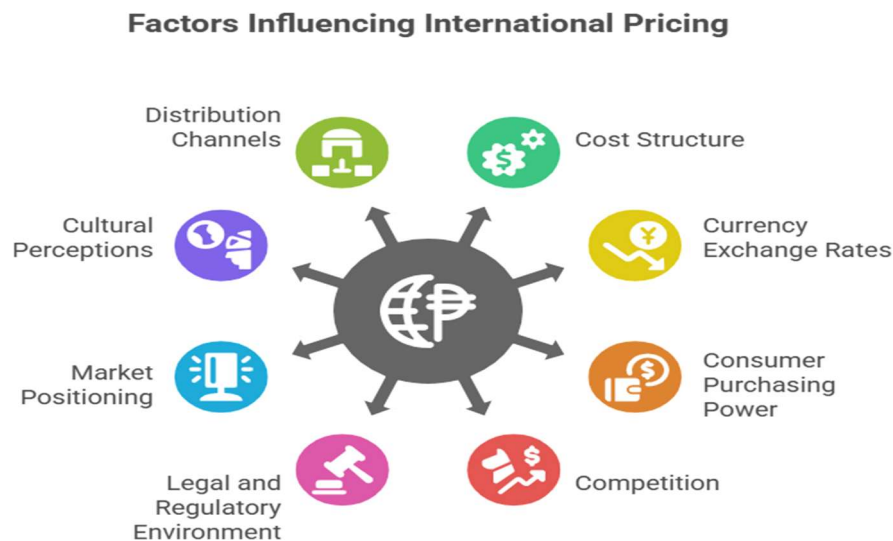 Factors Influencing International Pricing
Distribution
Channels
Cost Structure
Cultural
Perceptions
Currency
Exchange Rates
Market
Positioning
Consumer
Purchasing
Power
Legal and
Regulatory
Environment
Competition